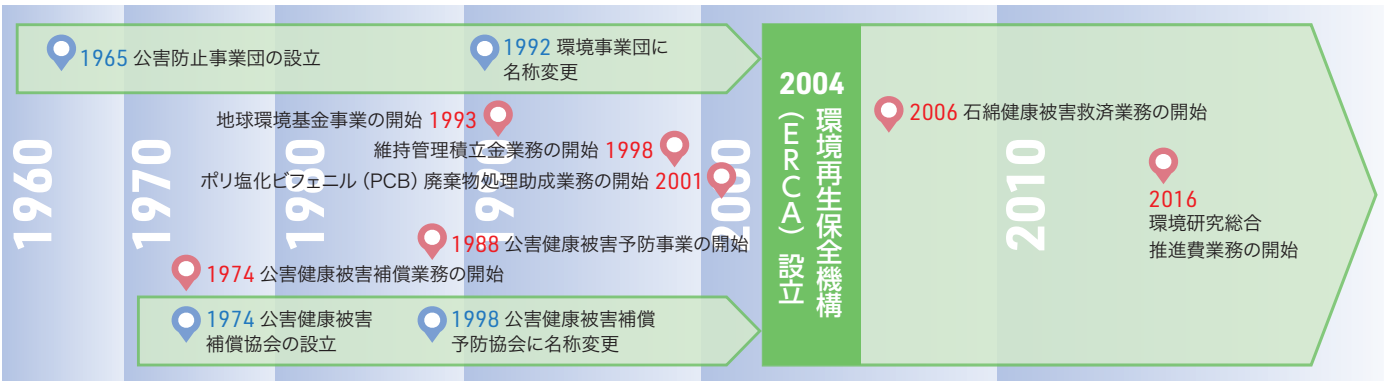 1965 公害防止事業団の設立
1992 環境事業団に
名称変更
地球環境基金事業の開始 1993
維持管理積立金業務の開始 1998
ポリ塩化ビフェニル(PCB)廃棄物処理助成業務の開始 2001
1988 公害健康被害予防事業の開始
1974 公害健康被害補償業務の開始
1974 公害健康被害
補償協会の設立
1998 公害健康被害補償
予防協会に名称変更
1960
1970
1980
1990
2000
2004
環境再生保全機構
(ERCA)設立
2006 石綿健康被害救済業務の開始
2010
2016
環境研究総合
推進費業務の開始